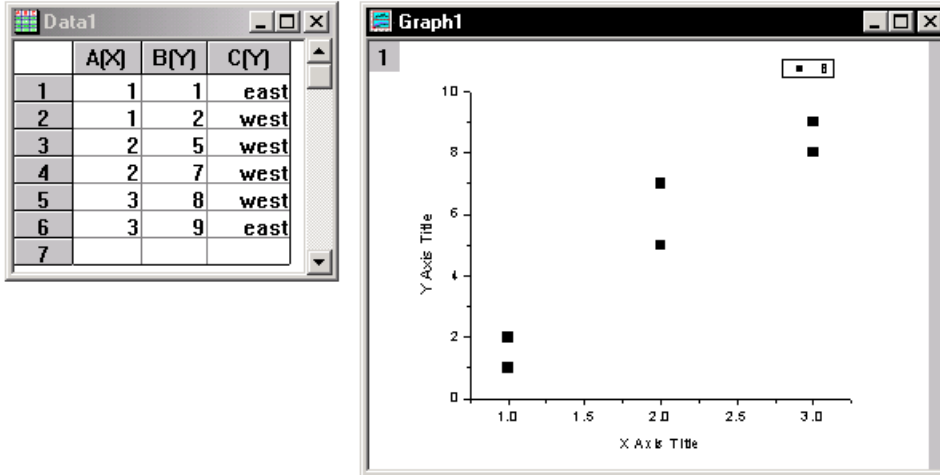 Data1
A(X) B(Y) C(Y)
1 1 1 east
2 1 2 west
3 2 5 west
4 2 7 west
5 3 8 west
6 3 9 east
7
Graph1
1
B
10
8
6
4
2
0
Y Axis Title
1.0 1.5 2.0 2.5 3.0
X Axis Title